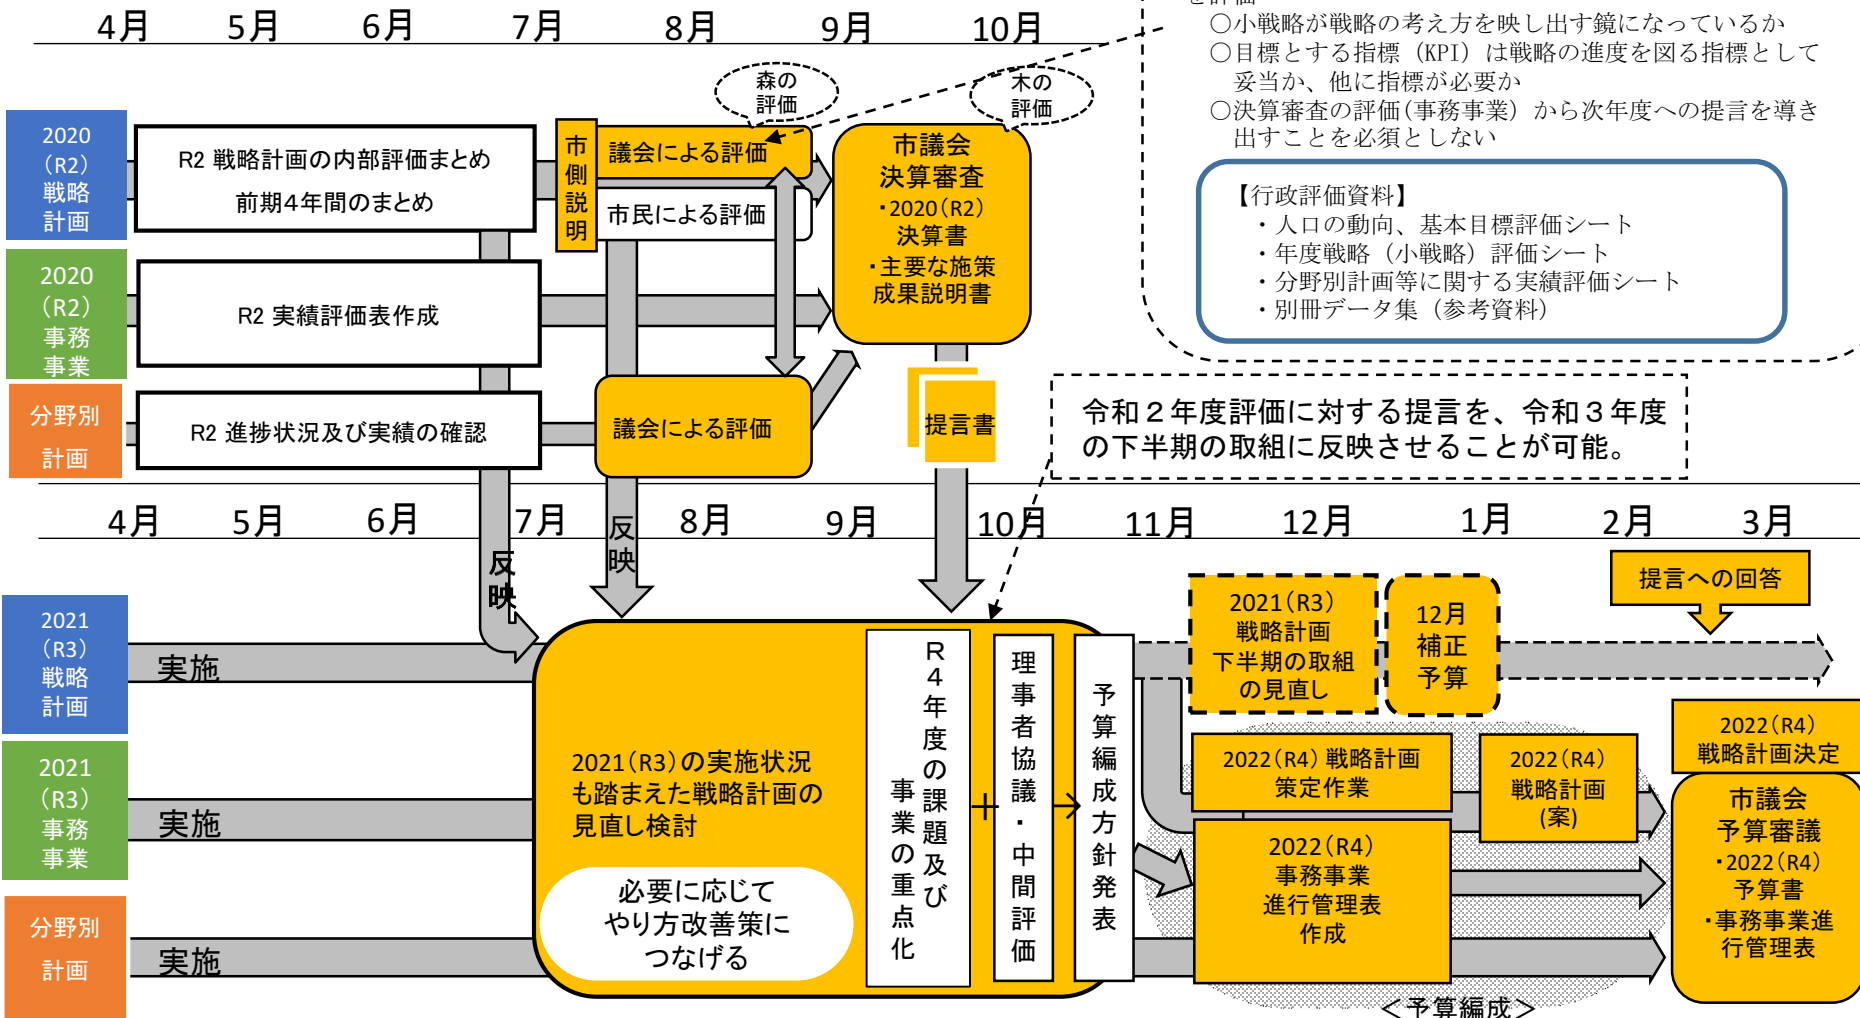 4月 5月 6月 7月 8月 9月 10月
○小戦略が戦略の考え方を映し出す鏡になっているか
○目標とする指標（KPI）は戦略の進度を図る指標として
妥当か、他に指標が必要か
○決算審査の評価(事務事業）から次年度への提言を導き
出すことを必須としない
【行政評価資料】
・人口の動向、基本目標評価シート
・年度戦略（小戦略）評価シート
・分野別計画等に関する実績評価シート
・別冊データ集（参考資料）
森の
評価
木の
評価
2020
（R2）
戦略
計画
R2 戦略計画の内部評価まとめ
前期4年間のまとめ
市側説明
議会による評価
市民による評価
市議会
決算審査
・2020（R2）
決算書
・主要な施策
成果説明書
2020
（R2）
事務
事業
R2 実績評価表作成
分野別
計画
R2 進捗状況及び実績の確認
議会による評価
提言書
令和２年度評価に対する提言を、令和３年度
の下半期の取組に反映させることが可能。
4月 5月 6月 7月 8月 9月 10月 11月 12月 1月 2月 3月
反映
反映
2021
（R3）
戦略
計画
実施
2021
（R3）
事務
事業
実施
分野別
計画
実施
2021（R3）の実施状況
も踏まえた戦略計画の
見直し検討
必要に応じて
やり方改善策に
つなげる
Ｒ４年度の課題及び
事業の重点化
＋
理事者協議・中間評価
予算編成方針発表
2021（R3）
戦略計画
下半期の取組
の見直し
12月
補正
予算
提言への回答
2022（R4）戦略計画
策定作業
2022（R4）
戦略計画
(案)
2022（R4）
戦略計画決定
2022（R4）
事務事業
進行管理表
作成
市議会
予算審議
・2022（R4）
予算書
・事務事業進
行管理表
＜予算編成＞